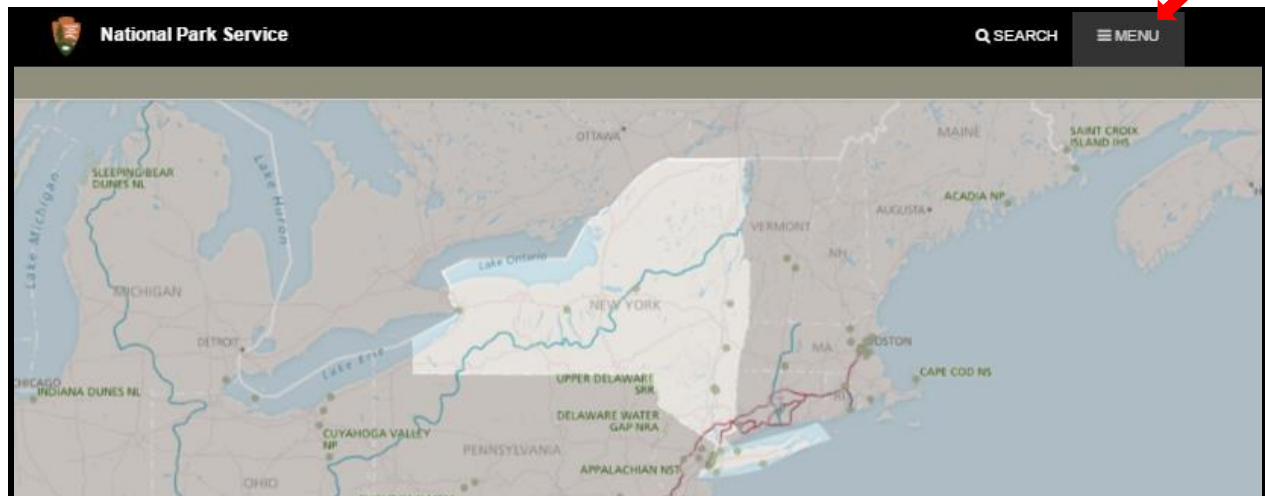 National Park Service
SEARCH
MENU
OTTAWA
MAINE
SAINT CROIX
ISLAND IHS
SLEEPING BEAR
DUNES NL
Lake Huron
Lake Michigan
ACADIA NP
AUGUSTA
VERMONT
Lake Ontario
NH
MICHIGAN
NEW YORK
DETROIT
MA
BOSTON
Lake Erie
CAPE COD NS
UPPER DELAWARE
SRR
CHICAGO
INDIANA DUNES NL
RI
DELAWARE WATER
GAP NRA
CUYAHOGA VALLEY
NP
PENNSYLVANIA
APPALACHIAN NST
OHIO